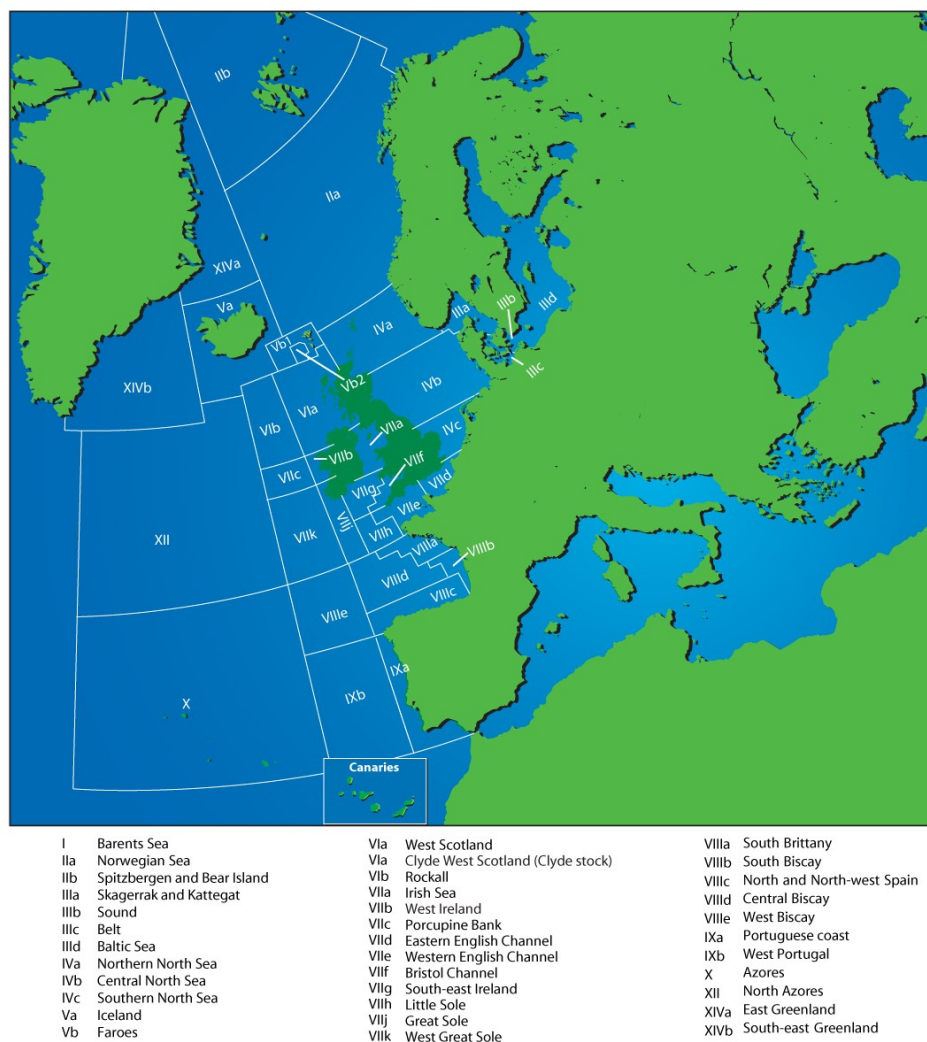 IIb
IIa
XIVa
Va
IIIb
IIId
IIIa
IVa
Vb1
IIIc
XIVb
Vb2
IVb
VIa
VIb
VIIa
IVc
VIIb
VIIf
VIIc
VIId
VIIg
VIIe
VIIj
VIIk
VIIh
XII
VIIIa
VIIIb
VIIId
VIIIc
VIIIe
IXa
IXb
X
Canaries
I Barents Sea
IIa Norwegian Sea
IIb Spitzbergen and Bear Island
IIIa Skagerrak and Kattegat
IIIb Sound
IIIc Belt
IIId Baltic Sea
IVa Northern North Sea
IVb Central North Sea
IVc Southern North Sea
Va Iceland
Vb Faroes
VIa West Scotland
VIa Clyde West Scotland (Clyde stock)
VIb Rockall
VIIa Irish Sea
VIIb West Ireland
VIIc Porcupine Bank
VIId Eastern English Channel
VIIe Western English Channel
VIIf Bristol Channel
VIIg South-east Ireland
VIIh Little Sole
VIIj Great Sole
VIIk West Great Sole
VIIIa South Brittany
VIIIb South Biscay
VIIIc North and North-west Spain
VIIId Central Biscay
VIIIe West Biscay
IXa Portuguese coast
IXb West Portugal
X Azores
XII North Azores
XIVa East Greenland
XIVb South-east Greenland